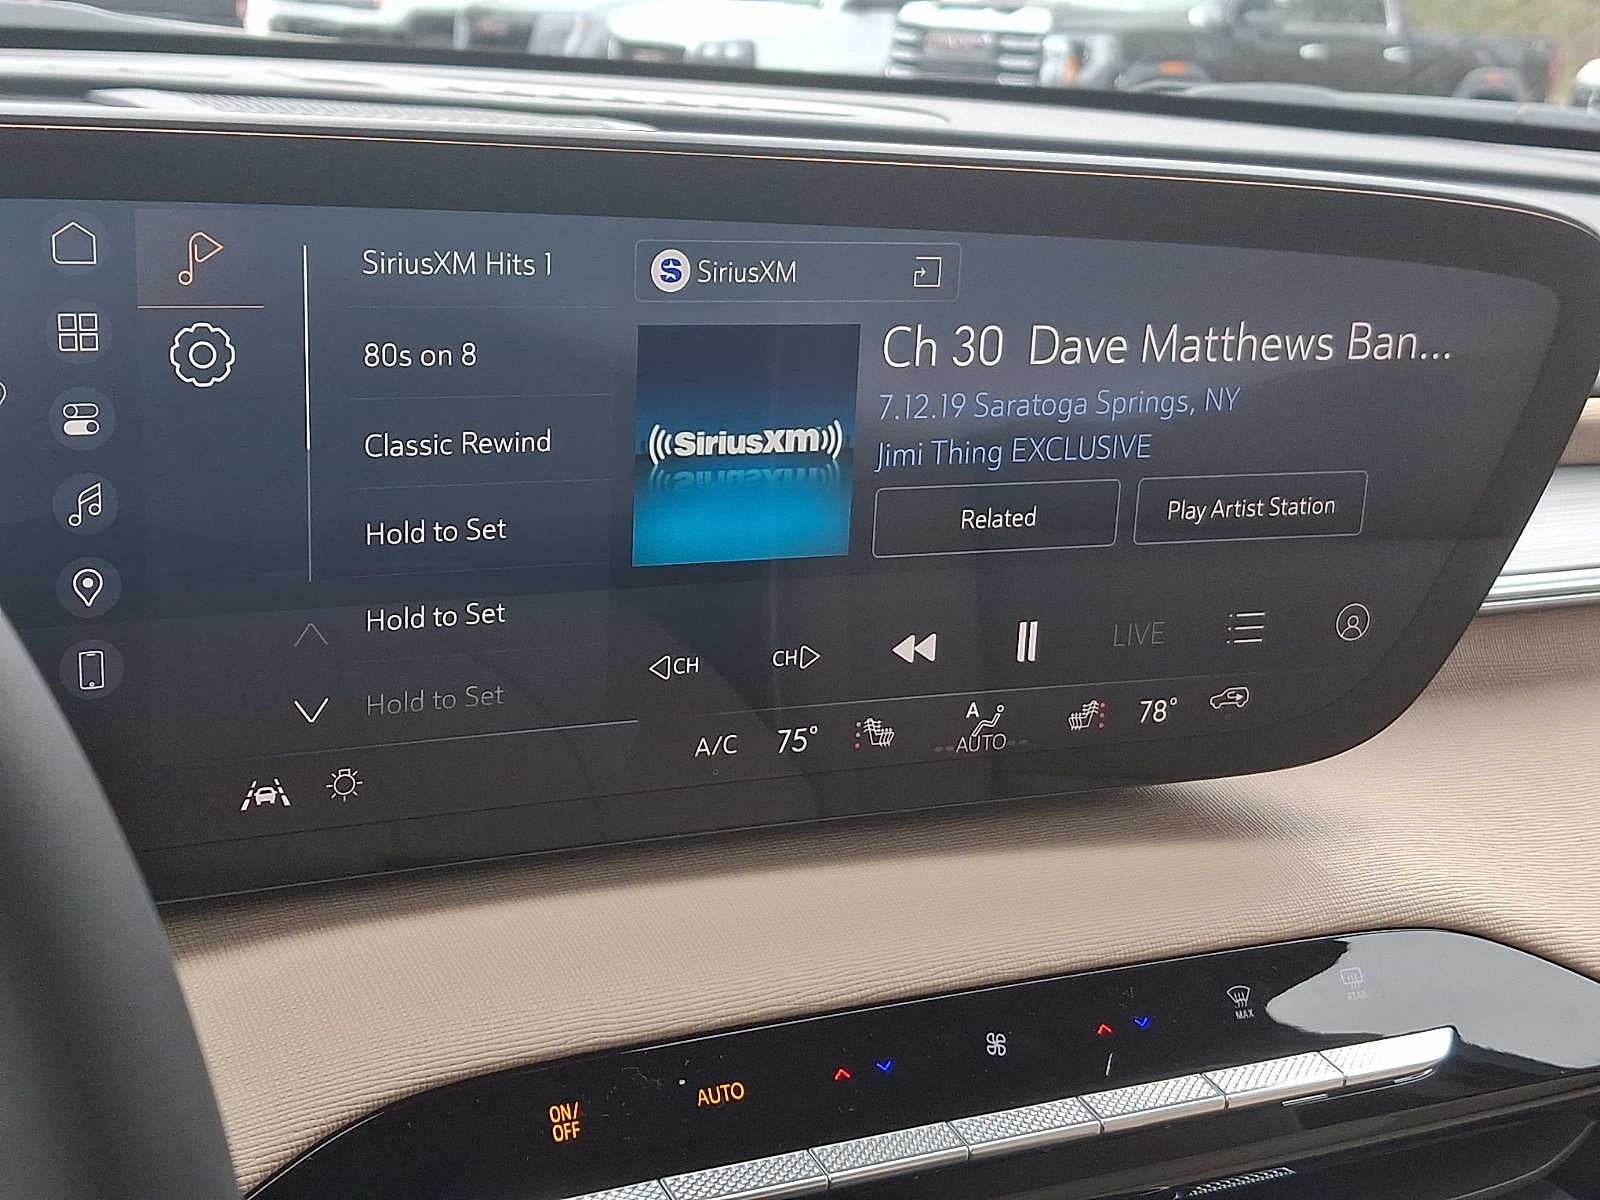 SiriusXM Hits 1
80s on 8
Classic Rewind
Hold to Set
Hold to Set
Hold to Set
S SiriusXM
((SiriusXM))
Ch 30 Dave Matthews Ban...
7.12.19 Saratoga Springs, NY
Jimi Thing EXCLUSIVE
Related
Play Artist Station
CH
CH
LIVE
A/C
75°
A
AUTO
78°
ON/
OFF
AUTO
MAX
REAR